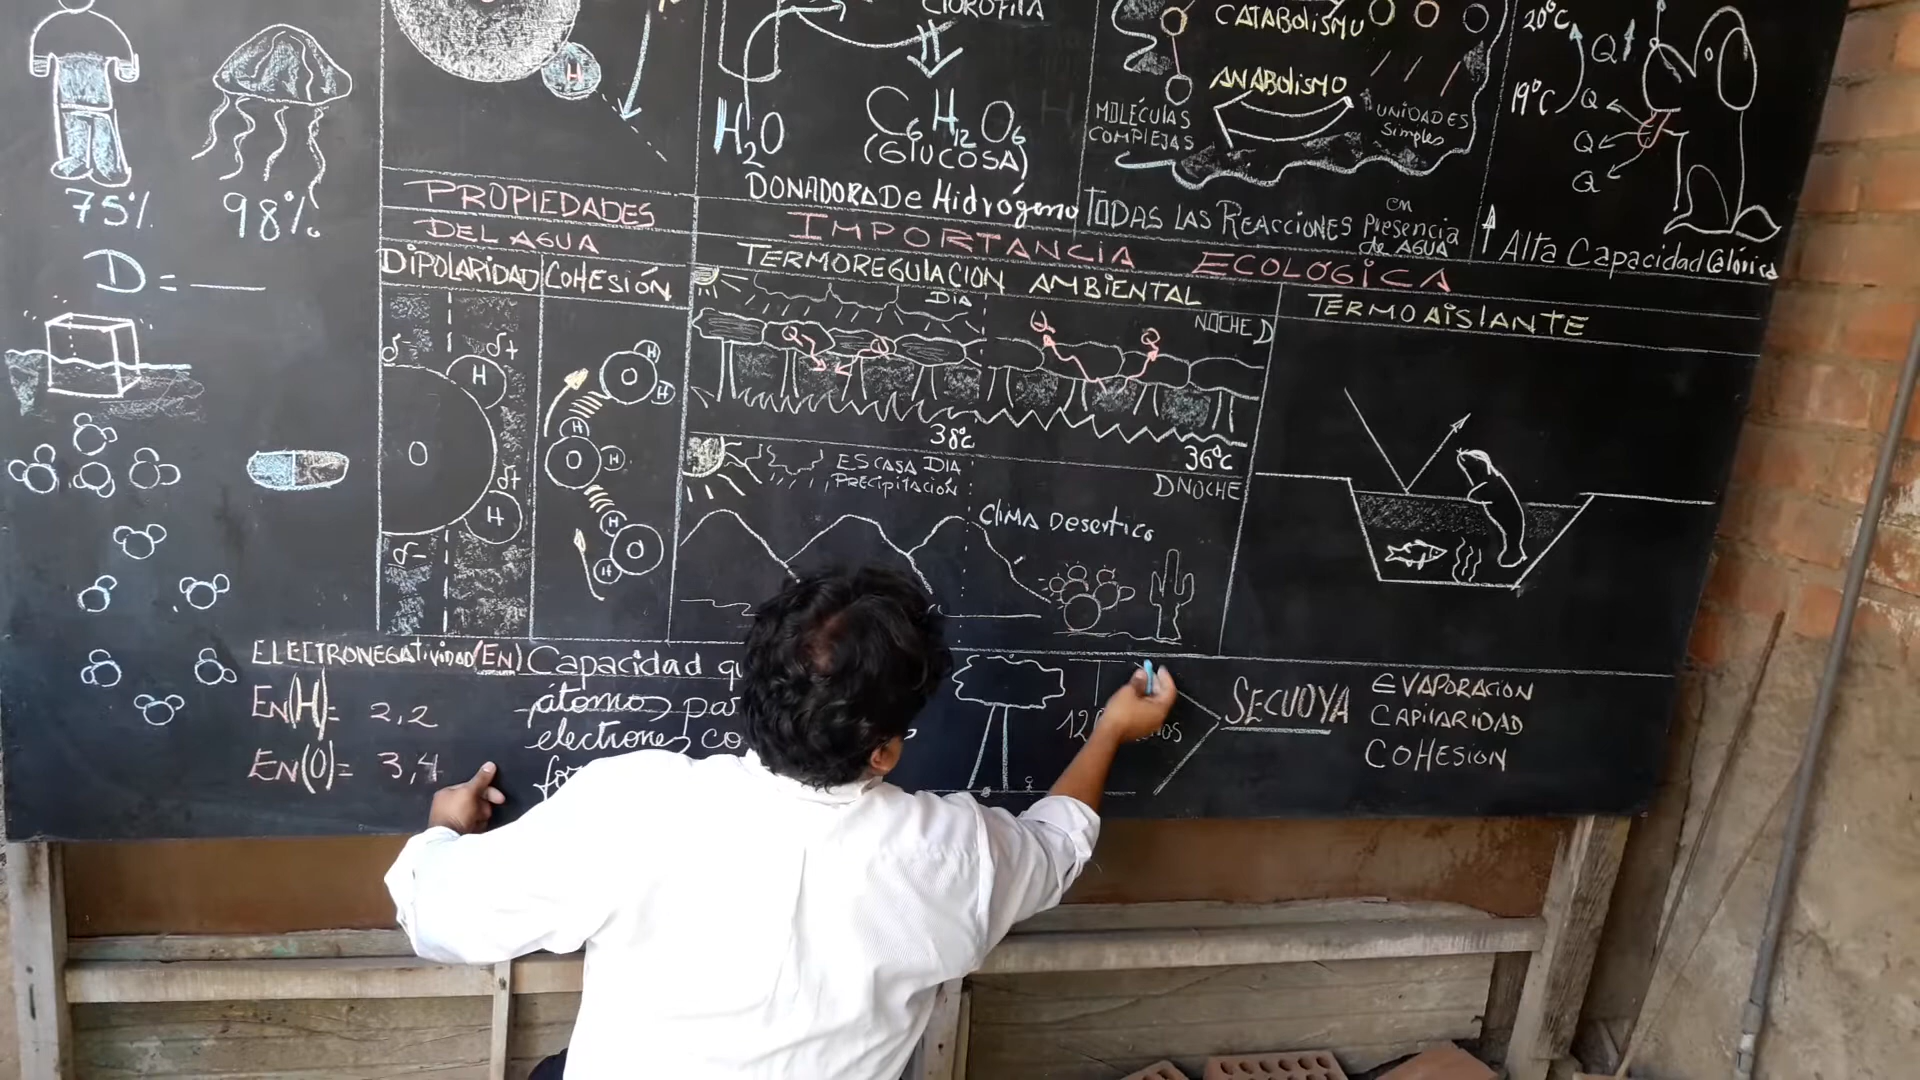 CLOROFILA
H
H₂O
C₆H₁₂O₆
(GLUCOSA)
DONADORA De Hidrógeno
CATABOLISMO
ANABOLISMO
MOLÉCULAS
COMPLEJAS
UNIDADES
Simples
TODAS LAS REACCIONES en
Presencia
de AGUA
20°C
19°C
Q
Q
Q
Q
Alta Capacidad Calórica
75%
98%
D =
PROPIEDADES
DEL AGUA
DIPOLARIDAD
COHESIÓN
δ-
δ+
H
O
δ+
H
δ-
H
O
H
H
O
H
H
O
H
IMPORTANCIA ECOLÓGICA
TERMOREGULACION AMBIENTAL
DIA
NOCHE D
Q
Q
Q
Q
38°C
36°C
ESCASA DIA
PRECIPITACIÓN
D NOCHE
CLIMA Desertico
TERMOAISLANTE
ELECTRONEGATIVIDAD (EN) Capacidad
átomo
electrones
EN(H)= 2,2
EN(O)= 3,4
SECUOYA
EVAPORACION
CAPILARIDAD
COHESION